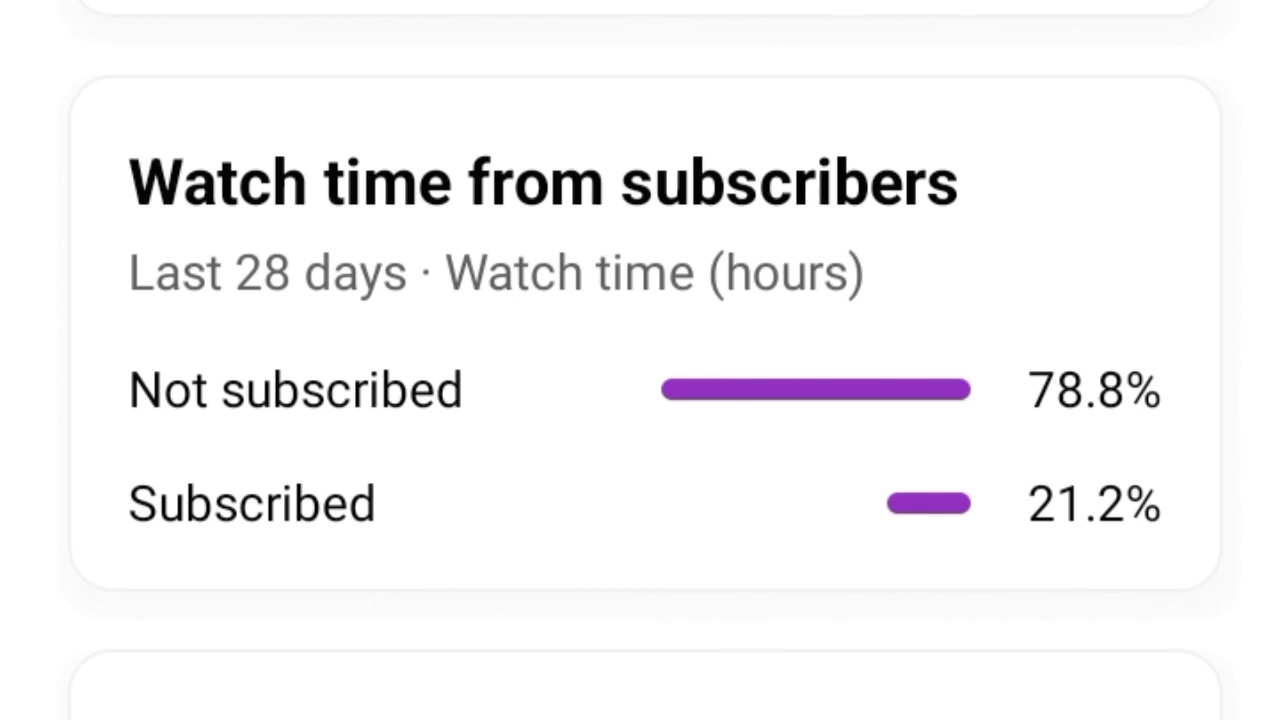 Watch time from subscribers
Last 28 days · Watch time (hours)
Not subscribed 78.8%
Subscribed 21.2%